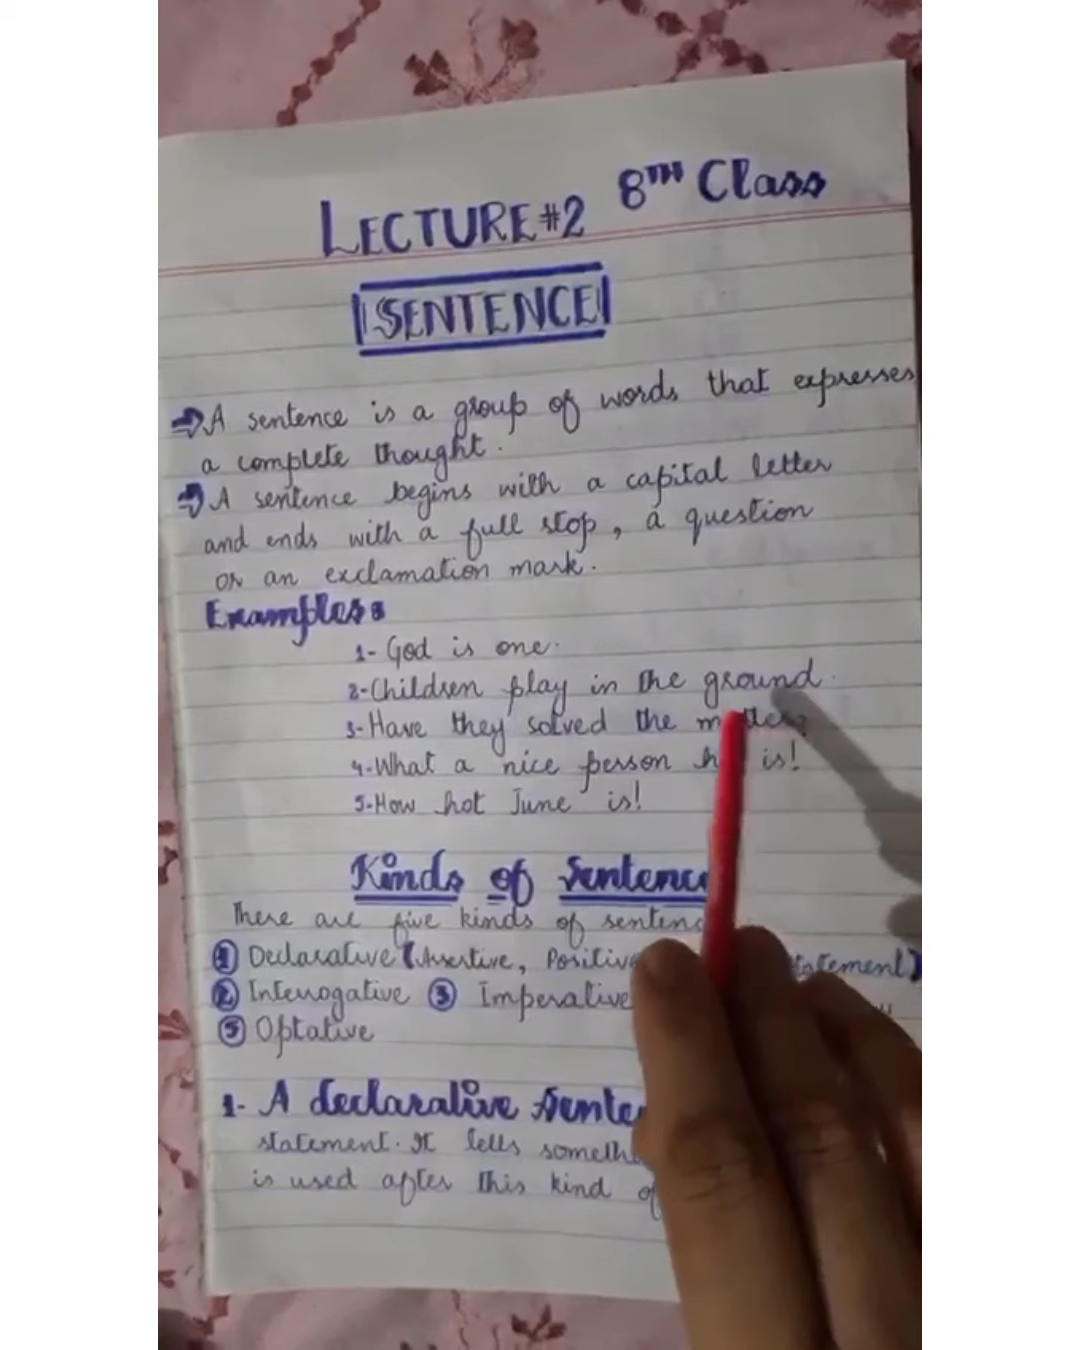 LECTURE#2 8TH Class
SENTENCE
A sentence is a group of words that expresses
a complete thought.
A sentence begins with a capital letter
and ends with a full stop, a question
or an exclamation mark.
Examples:
1- God is one.
2- Children play in the ground.
3- Have they solved the
4- What a nice person is!
5- How hot June is!
Kinds of Sentence
There are five kinds of
① Declarative (Assertive, Positive
② Interrogative ③ Imperative
⑤ Optative
1- A declarative
statement. It tells
is used after this kind of